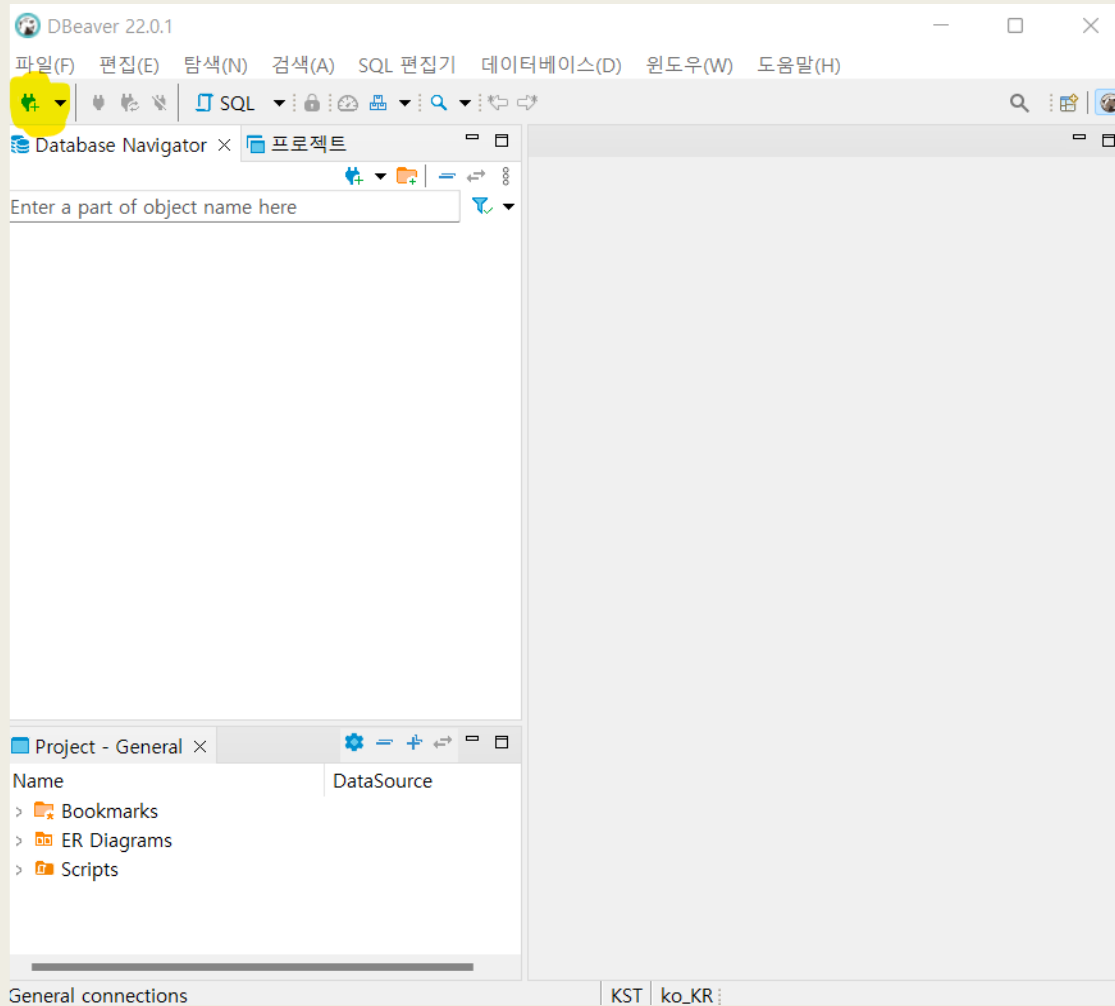 DBeaver 22.0.1
파일(F) 편집(E) 탐색(N) 검색(A) SQL 편집기 데이터베이스(D) 윈도우(W) 도움말(H)
SQL
Database Navigator 프로젝트
Enter a part of object name here
Project - General
Name DataSource
Bookmarks
ER Diagrams
Scripts
General connections KST ko_KR